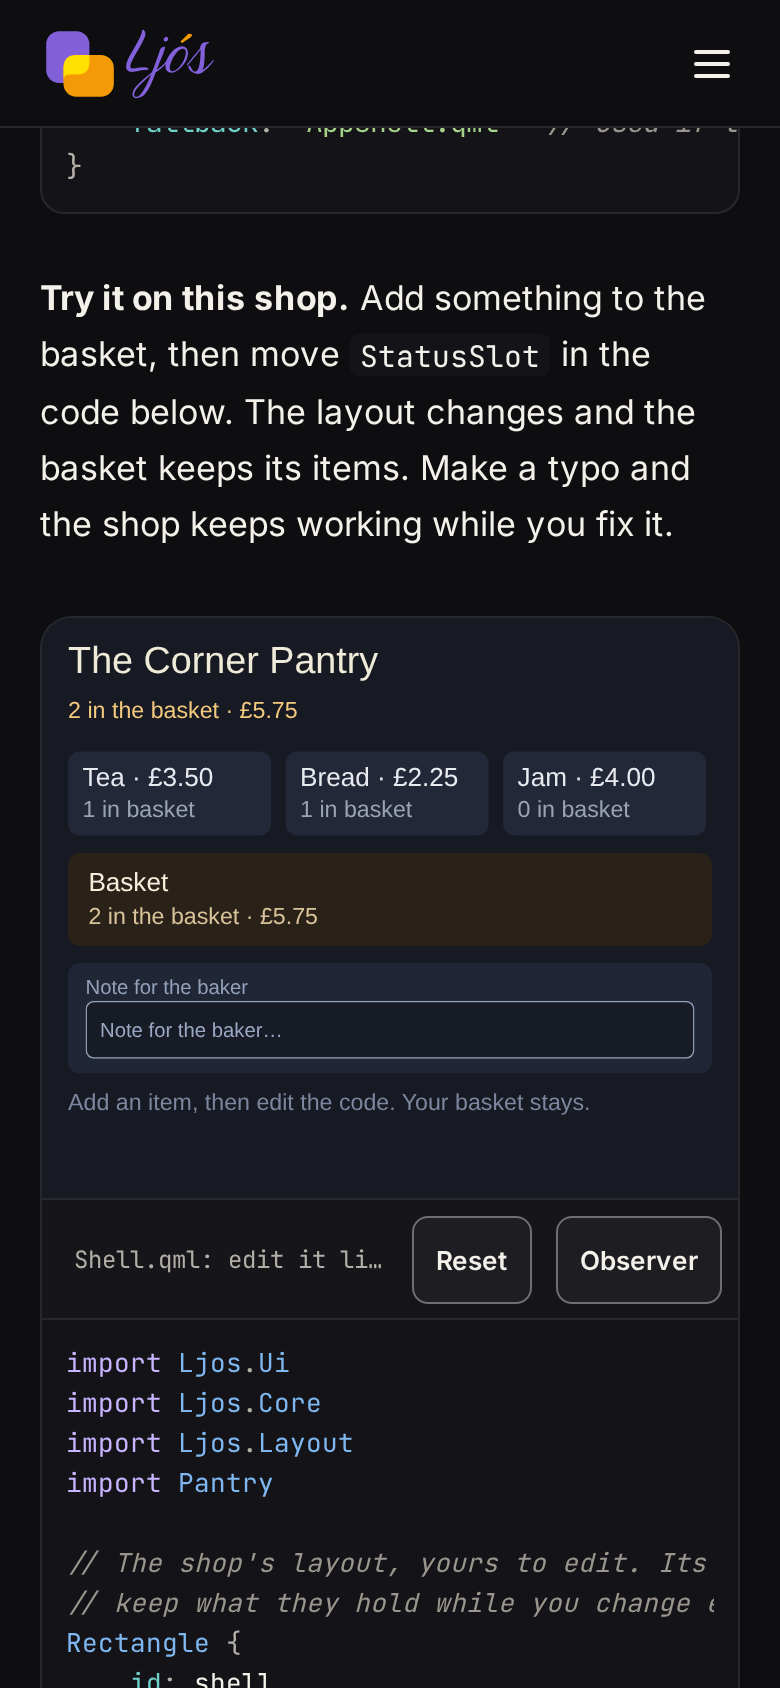 Ljós
}
Try it on this shop. Add something to the
basket, then move StatusSlot in the
code below. The layout changes and the
basket keeps its items. Make a typo and
the shop keeps working while you fix it.
The Corner Pantry
2 in the basket · £5.75
Tea · £3.50
1 in basket
Bread · £2.25
1 in basket
Jam · £4.00
0 in basket
Basket
2 in the basket · £5.75
Note for the baker
Note for the baker…
Add an item, then edit the code. Your basket stays.
Shell.qml: edit it li…
Reset
Observer
import Ljos.Ui
import Ljos.Core
import Ljos.Layout
import Pantry
// The shop's layout, yours to edit. Its
// keep what they hold while you change
Rectangle {
id: shell